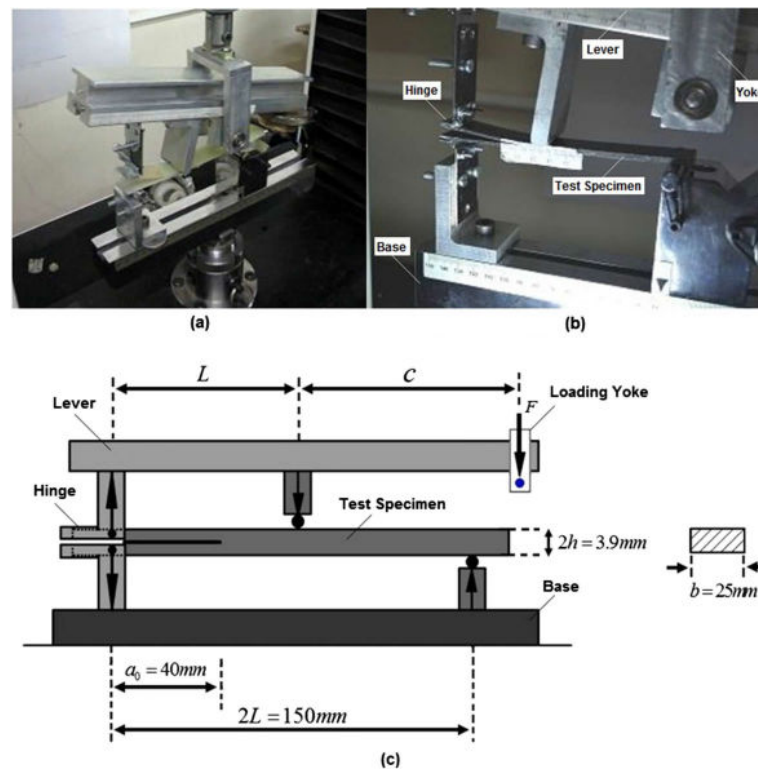 Lever
Hinge
Yoke
Test Specimen
Base
(a)
(b)
L
c
Lever
Loading Yoke
F
Hinge
Test Specimen
2h = 3.9mm
b = 25mm
Base
a₀ = 40mm
2L = 150mm
(c)